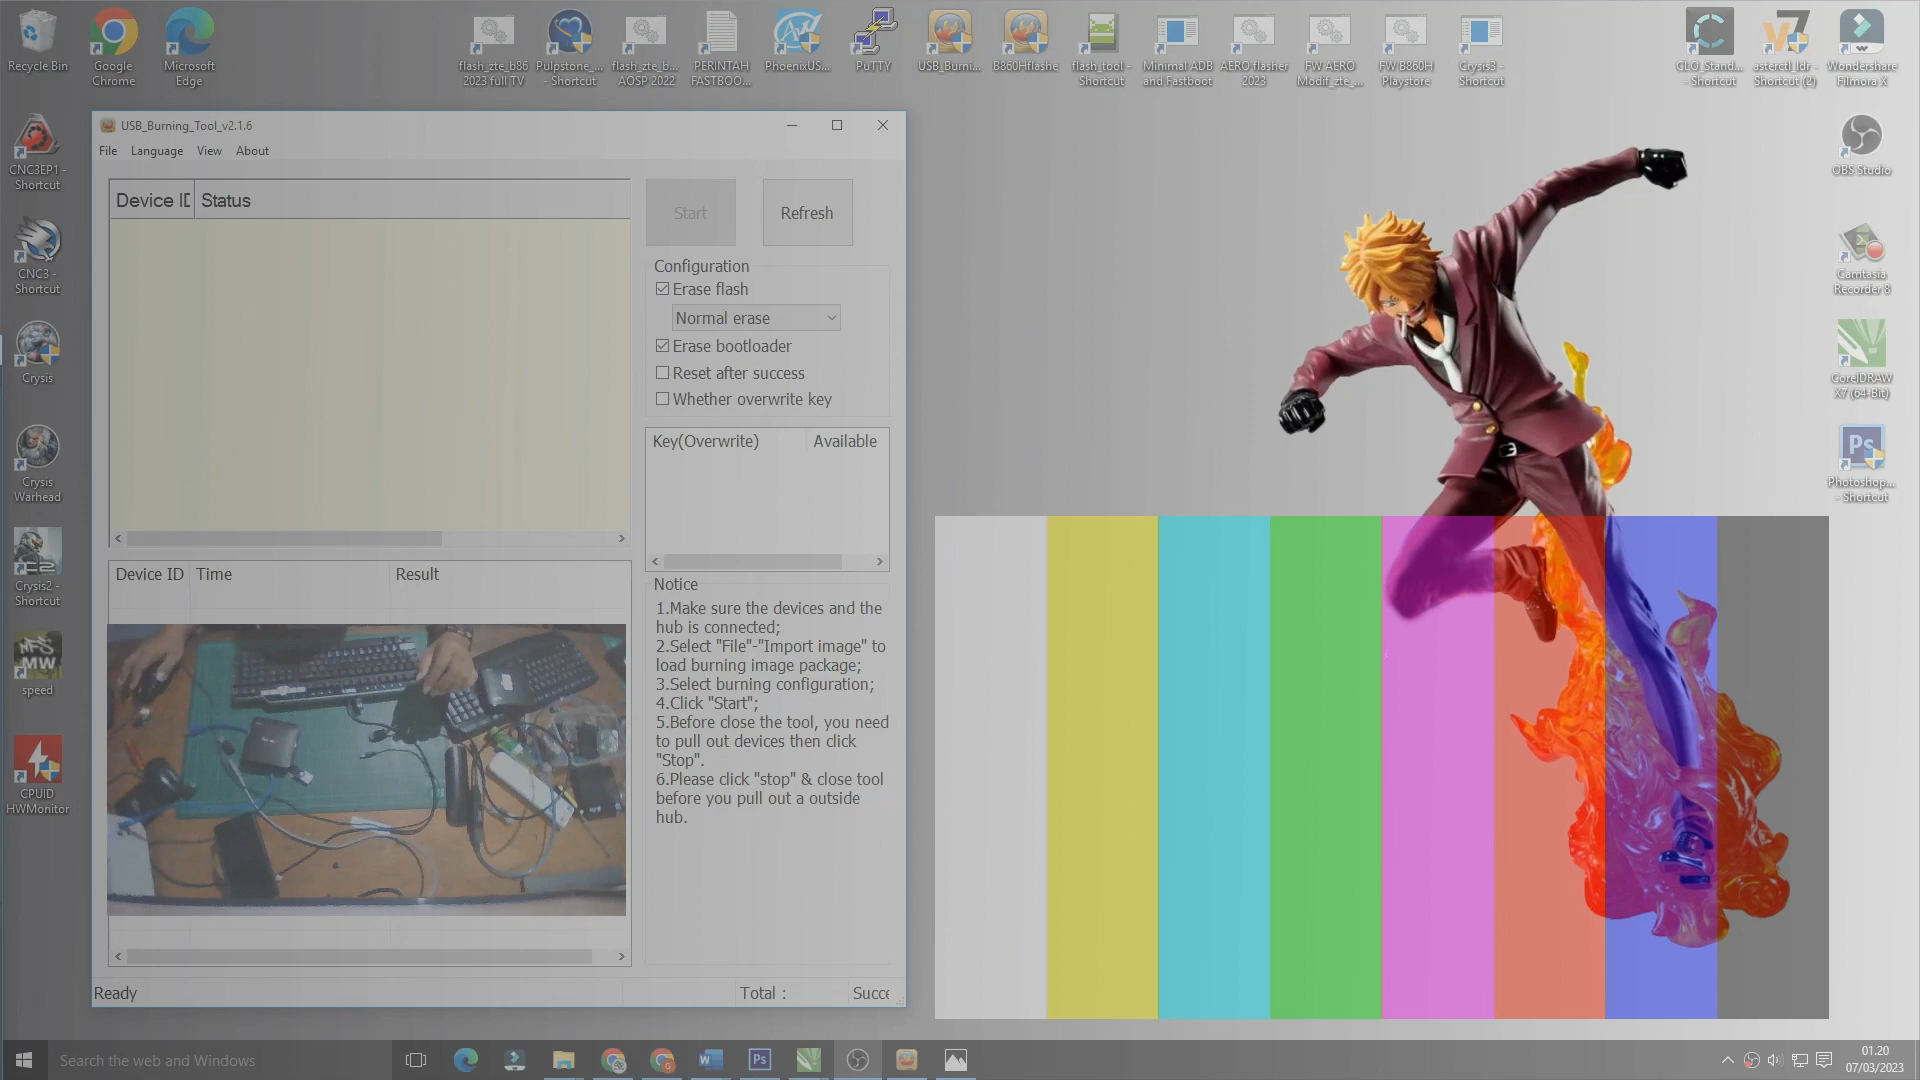 Recycle Bin
Google
Chrome
Microsoft
Edge
flash_zte_b86
2023 full TV
Pulpstone_...
- Shortcut
flash_zte_b...
AOSP 2022
PERINTAH
FASTBOO...
PhoenixUS...
PuTTY
USB_Burni...
B860Hflashe
flash_tool -
Shortcut
Minimal ADB
and Fastboot
AERO flasher
2023
FW AERO
Modif_zte_...
FW B860H
Playstore
Crysis3 -
Shortcut
CLO_Stand...
- Shortcut
asterctl_ldr -
Shortcut (2)
Wondershare
Filmora X
CNC3EP1 -
Shortcut
CNC3 -
Shortcut
Crysis
Crysis
Warhead
Crysis2 -
Shortcut
speed
CPUID
HWMonitor
OBS Studio
Camtasia
Recorder 8
CorelDRAW
X7 (64-Bit)
Ps
Photoshop...
- Shortcut
USB_Burning_Tool_v2.1.6
File Language View About
Device ID Status
Start
Refresh
Configuration
Erase flash
Normal erase
Erase bootloader
Reset after success
Whether overwrite key
Key(Overwrite) Available
Device ID Time Result
Notice
1.Make sure the devices and the
hub is connected;
2.Select "File"-"Import image" to
load burning image package;
3.Select burning configuration;
4.Click "Start";
5.Before close the tool, you need
to pull out devices then click
"Stop".
6.Please click "stop" & close tool
before you pull out a outside
hub.
Ready
Total :
Succe
Search the web and Windows
01.20
07/03/2023